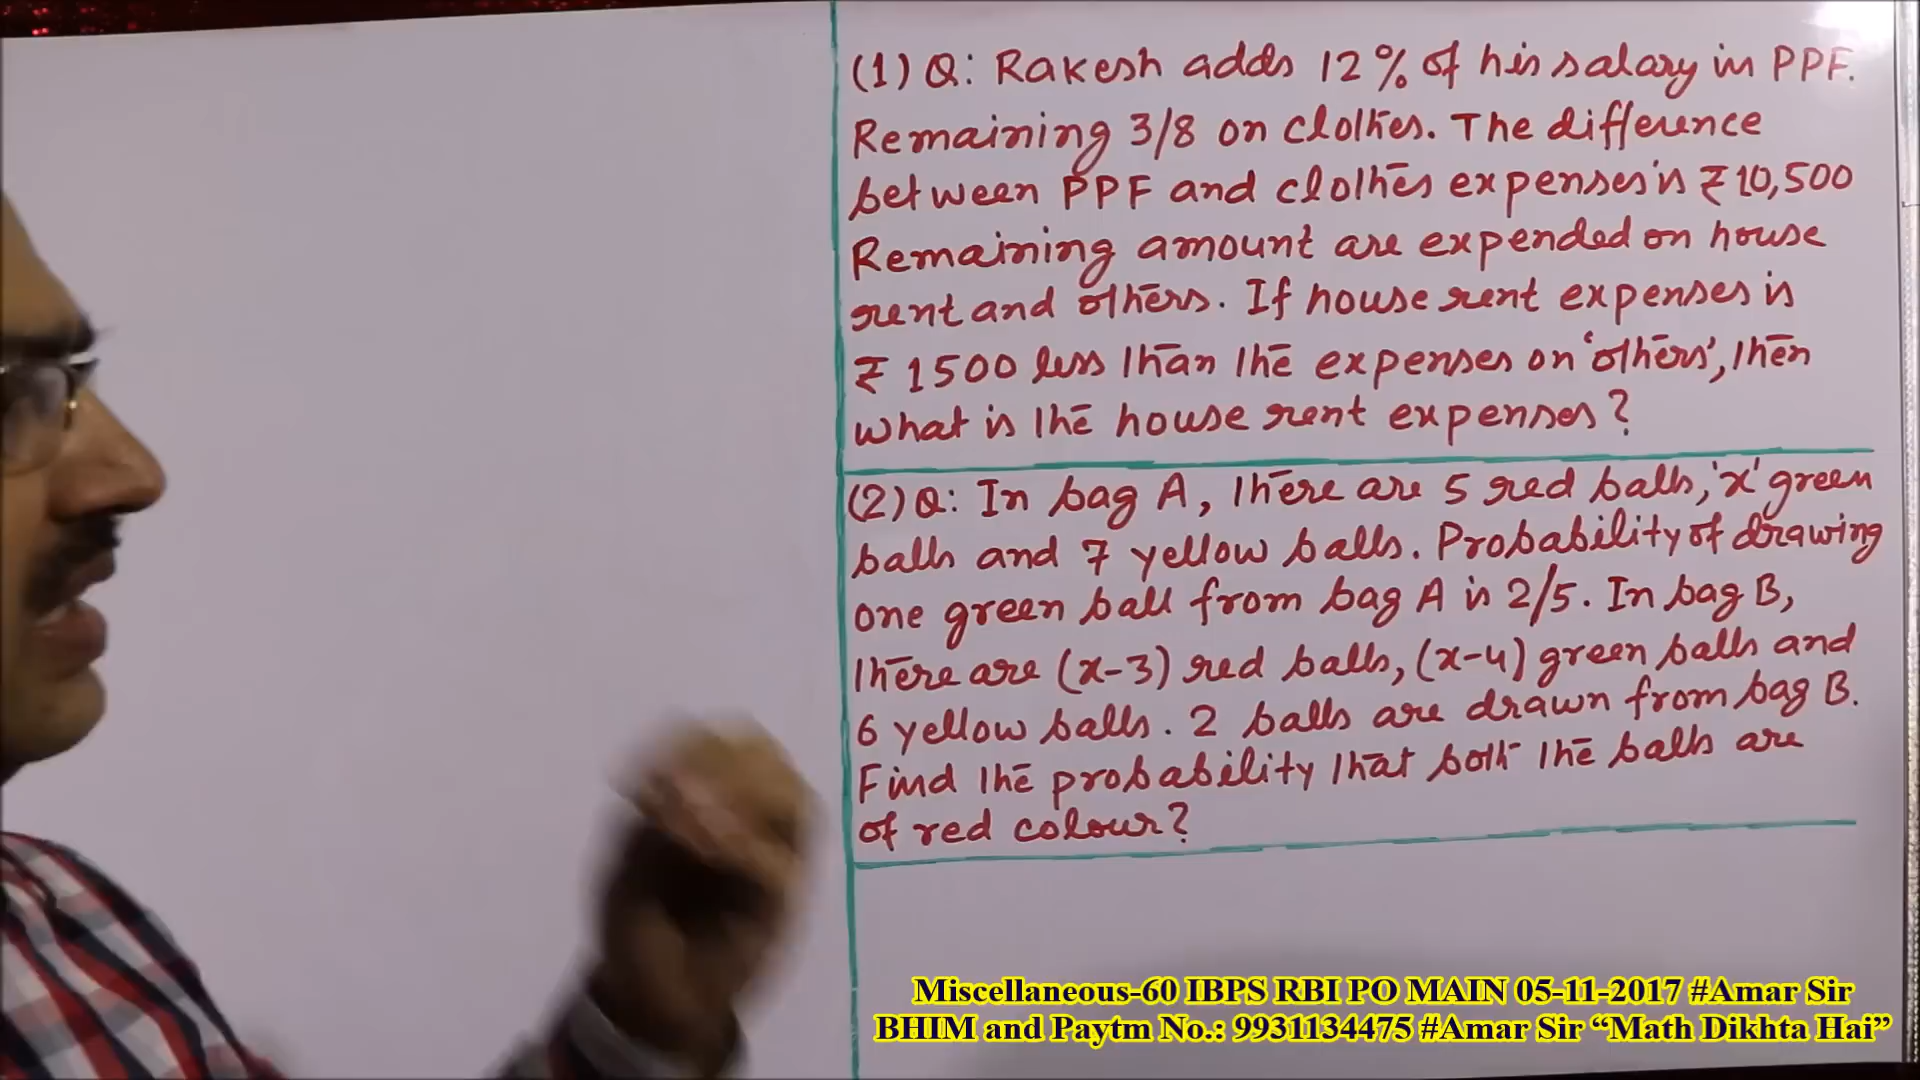 (1) Q: Rakesh adds 12% of his salary in PPF.
Remaining 3/8 on clothes. The difference
between PPF and clothes expenses is ₹10,500
Remaining amount are expended on house
rent and others. If house rent expenses is
₹ 1500 less than the expenses on 'others', then
what is the house rent expenses?
(2) Q: In bag A, there are 5 red balls, 'x' green
balls and 7 yellow balls. Probability of drawing
one green ball from bag A is 2/5. In bag B,
there are (x-3) red balls, (x-4) green balls and
6 yellow balls. 2 balls are drawn from bag B.
Find the probability that both the balls are
of red colour?
Miscellaneous-60 IBPS RBI PO MAIN 05-11-2017 #Amar Sir
BHIM and Paytm No.: 9931134475 #Amar Sir “Math Dikhta Hai”